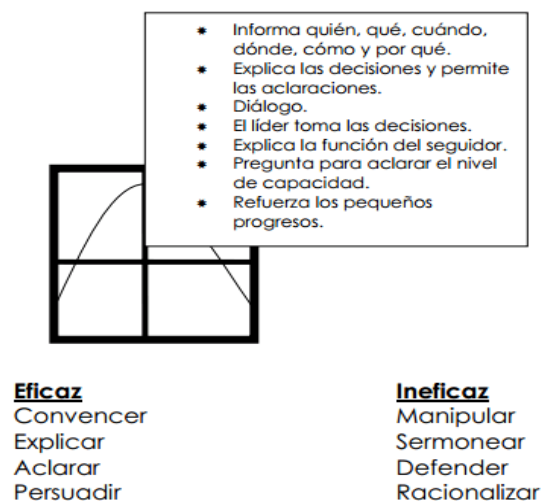 * Informa quién, qué, cuándo,
dónde, cómo y por qué.
* Explica las decisiones y permite
las aclaraciones.
* Diálogo.
* El líder toma las decisiones.
* Explica la función del seguidor.
* Pregunta para aclarar el nivel
de capacidad.
* Refuerza los pequeños
progresos.
Eficaz
Convencer
Explicar
Aclarar
Persuadir
Ineficaz
Manipular
Sermonear
Defender
Racionalizar